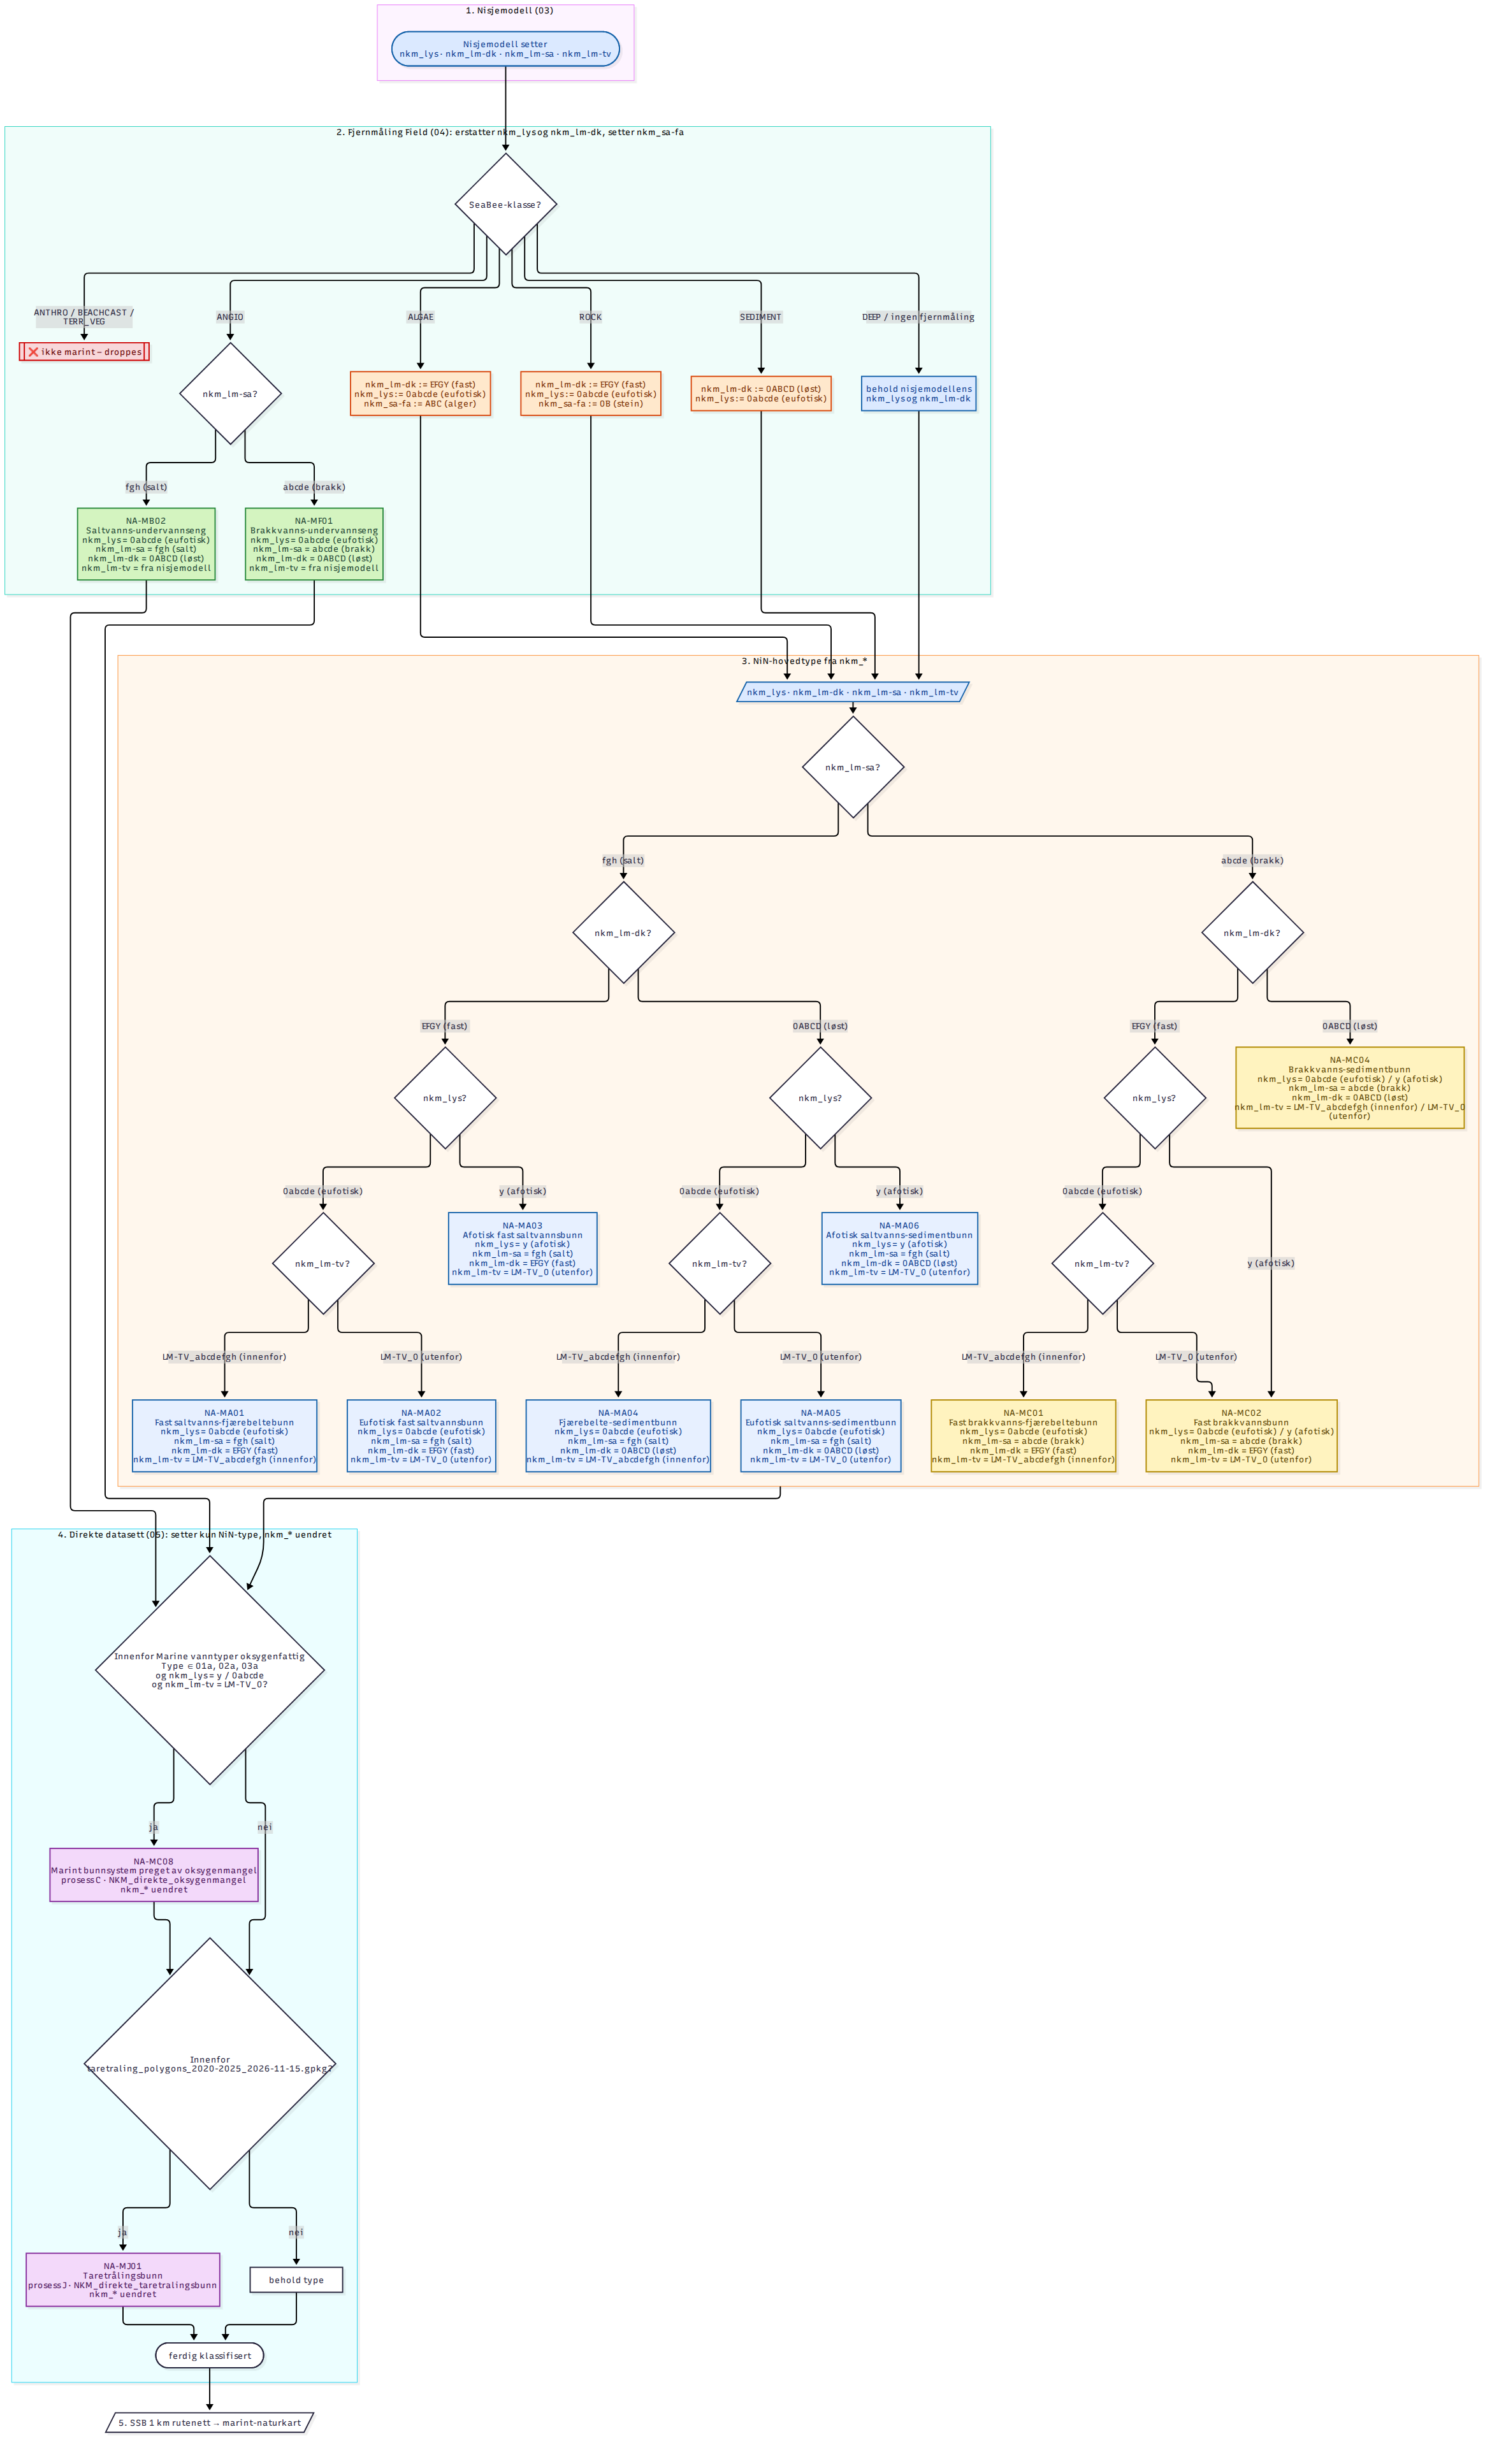 1. Nisjemodell (03)
Nisjemodell setter
nkm_lys · nkm_lm-dk · nkm_lm-sa · nkm_lm-tv
2. Fjernmåling Field (04): erstatter nkm_lys og nkm_lm-dk, setter nkm_sa-fa
SeaBee-klasse?
ANTHRO / BEACHCAST /
TERR_VEG
ANGIO
ALGAE
ROCK
SEDIMENT
DEEP / ingen fjernmåling
❌ ikke marint – droppes
nkm_lm-sa?
nkm_lm-dk := EFGY (fast)
nkm_lys := 0abcde (eufotisk)
nkm_sa-fa := ABC (alger)
nkm_lm-dk := EFGY (fast)
nkm_lys := 0abcde (eufotisk)
nkm_sa-fa := 0B (stein)
nkm_lm-dk := 0ABCD (løst)
nkm_lys := 0abcde (eufotisk)
behold nisjemodellens
nkm_lys og nkm_lm-dk
fgh (salt)
abcde (brakk)
NA-MB02
Saltvanns-undervannseng
nkm_lys = 0abcde (eufotisk)
nkm_lm-sa = fgh (salt)
nkm_lm-dk = 0ABCD (løst)
nkm_lm-tv = fra nisjemodell
NA-MF01
Brakkvanns-undervannseng
nkm_lys = 0abcde (eufotisk)
nkm_lm-sa = abcde (brakk)
nkm_lm-dk = 0ABCD (løst)
nkm_lm-tv = fra nisjemodell
3. NiN-hovedtype fra nkm_*
nkm_lys · nkm_lm-dk · nkm_lm-sa · nkm_lm-tv
nkm_lm-sa?
fgh (salt)
abcde (brakk)
nkm_lm-dk?
nkm_lm-dk?
EFGY (fast)
0ABCD (løst)
EFGY (fast)
0ABCD (løst)
nkm_lys?
nkm_lys?
nkm_lys?
NA-MC04
Brakkvanns-sedimentbunn
nkm_lys = 0abcde (eufotisk) / y (afotisk)
nkm_lm-sa = abcde (brakk)
nkm_lm-dk = 0ABCD (løst)
nkm_lm-tv = LM-TV_abcdefgh (innenfor) / LM-TV_0
(utenfor)
0abcde (eufotisk)
y (afotisk)
0abcde (eufotisk)
y (afotisk)
0abcde (eufotisk)
y (afotisk)
nkm_lm-tv?
NA-MA03
Afotisk fast saltvannsbunn
nkm_lys = y (afotisk)
nkm_lm-sa = fgh (salt)
nkm_lm-dk = EFGY (fast)
nkm_lm-tv = LM-TV_0 (utenfor)
nkm_lm-tv?
NA-MA06
Afotisk saltvanns-sedimentbunn
nkm_lys = y (afotisk)
nkm_lm-sa = fgh (salt)
nkm_lm-dk = 0ABCD (løst)
nkm_lm-tv = LM-TV_0 (utenfor)
nkm_lm-tv?
LM-TV_abcdefgh (innenfor)
LM-TV_0 (utenfor)
LM-TV_abcdefgh (innenfor)
LM-TV_0 (utenfor)
LM-TV_abcdefgh (innenfor)
LM-TV_0 (utenfor)
NA-MA01
Fast saltvanns-fjærebeltebunn
nkm_lys = 0abcde (eufotisk)
nkm_lm-sa = fgh (salt)
nkm_lm-dk = EFGY (fast)
nkm_lm-tv = LM-TV_abcdefgh (innenfor)
NA-MA02
Eufotisk fast saltvannsbunn
nkm_lys = 0abcde (eufotisk)
nkm_lm-sa = fgh (salt)
nkm_lm-dk = EFGY (fast)
nkm_lm-tv = LM-TV_0 (utenfor)
NA-MA04
Fjærebelte-sedimentbunn
nkm_lys = 0abcde (eufotisk)
nkm_lm-sa = fgh (salt)
nkm_lm-dk = 0ABCD (løst)
nkm_lm-tv = LM-TV_abcdefgh (innenfor)
NA-MA05
Eufotisk saltvanns-sedimentbunn
nkm_lys = 0abcde (eufotisk)
nkm_lm-sa = fgh (salt)
nkm_lm-dk = 0ABCD (løst)
nkm_lm-tv = LM-TV_0 (utenfor)
NA-MC01
Fast brakkvanns-fjærebeltebunn
nkm_lys = 0abcde (eufotisk)
nkm_lm-sa = abcde (brakk)
nkm_lm-dk = EFGY (fast)
nkm_lm-tv = LM-TV_abcdefgh (innenfor)
NA-MC02
Fast brakkvannsbunn
nkm_lys = 0abcde (eufotisk) / y (afotisk)
nkm_lm-sa = abcde (brakk)
nkm_lm-dk = EFGY (fast)
nkm_lm-tv = LM-TV_0 (utenfor)
4. Direkte datasett (05): setter kun NiN-type, nkm_* uendret
Innenfor Marine vanntyper oksygenfattig
Type ∈ 01a, 02a, 03a
og nkm_lys = y / 0abcde
og nkm_lm-tv = LM-TV_0?
ja
nei
NA-MC08
Marint bunnsystem preget av oksygenmangel
prosess C · NKM_direkte_oksygenmangel
nkm_* uendret
Innenfor
taretraling_polygons_2020-2025_2026-11-15.gpkg?
ja
nei
NA-MJ01
Taretrålingsbunn
prosess J · NKM_direkte_taretralingsbunn
nkm_* uendret
behold type
ferdig klassifisert
5. SSB 1 km rutenett → marint-naturkart